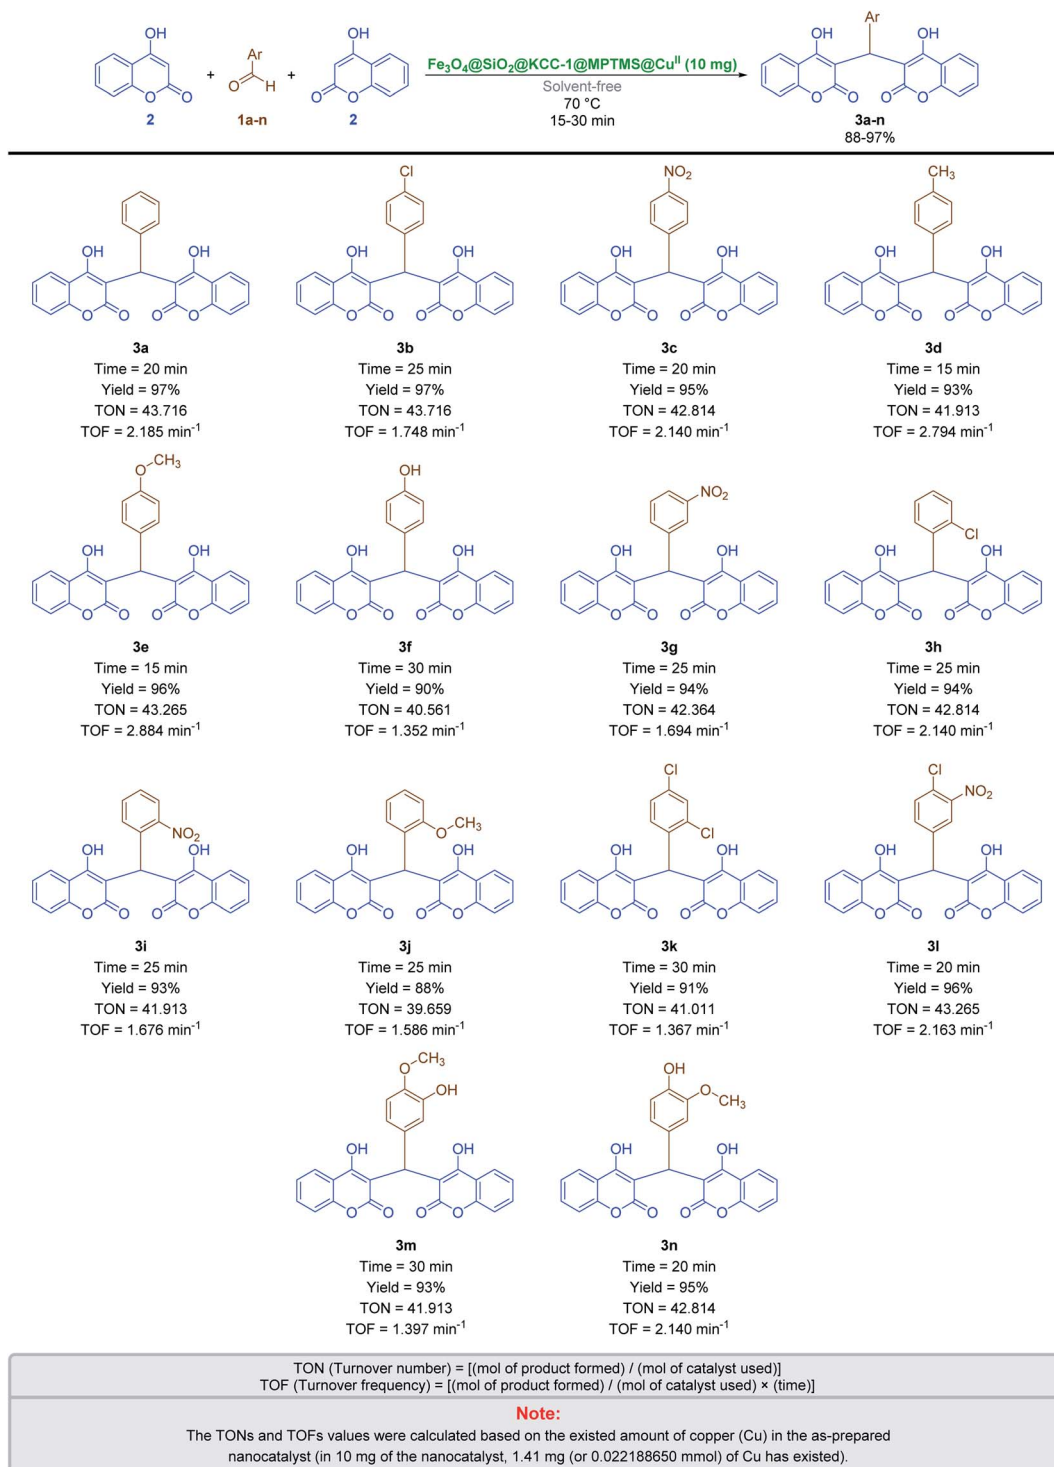 OH
Ar
OH
Ar
OH
OH
+
+
Fe₃O₄@SiO₂@KCC-1@MPTMS@Cuᴵᴵ (10 mg)
O
O
O
H
O
O
Solvent-free
O
O
O
O
2
1a-n
2
70 °C
15-30 min
3a-n
88-97%
OH
OH
O
O
O
O
3a
Time = 20 min
Yield = 97%
TON = 43.716
TOF = 2.185 min⁻¹
Cl
OH
OH
O
O
O
O
3b
Time = 25 min
Yield = 97%
TON = 43.716
TOF = 1.748 min⁻¹
NO₂
OH
OH
O
O
O
O
3c
Time = 20 min
Yield = 95%
TON = 42.814
TOF = 2.140 min⁻¹
CH₃
OH
OH
O
O
O
O
3d
Time = 15 min
Yield = 93%
TON = 41.913
TOF = 2.794 min⁻¹
O
CH₃
OH
OH
O
O
O
O
3e
Time = 15 min
Yield = 96%
TON = 43.265
TOF = 2.884 min⁻¹
OH
OH
OH
O
O
O
O
3f
Time = 30 min
Yield = 90%
TON = 40.561
TOF = 1.352 min⁻¹
NO₂
OH
OH
O
O
O
O
3g
Time = 25 min
Yield = 94%
TON = 42.364
TOF = 1.694 min⁻¹
Cl
OH
OH
O
O
O
O
3h
Time = 25 min
Yield = 94%
TON = 42.814
TOF = 2.140 min⁻¹
NO₂
OH
OH
O
O
O
O
3i
Time = 25 min
Yield = 93%
TON = 41.913
TOF = 1.676 min⁻¹
O
CH₃
OH
OH
O
O
O
O
3j
Time = 25 min
Yield = 88%
TON = 39.659
TOF = 1.586 min⁻¹
Cl
Cl
OH
OH
O
O
O
O
3k
Time = 30 min
Yield = 91%
TON = 41.011
TOF = 1.367 min⁻¹
Cl
NO₂
OH
OH
O
O
O
O
3l
Time = 20 min
Yield = 96%
TON = 43.265
TOF = 2.163 min⁻¹
O
CH₃
OH
OH
OH
O
O
O
O
3m
Time = 30 min
Yield = 93%
TON = 41.913
TOF = 1.397 min⁻¹
OH
O
CH₃
OH
OH
O
O
O
O
3n
Time = 20 min
Yield = 95%
TON = 42.814
TOF = 2.140 min⁻¹
TON (Turnover number) = [(mol of product formed) / (mol of catalyst used)]
TOF (Turnover frequency) = [(mol of product formed) / (mol of catalyst used) × (time)]
Note:
The TONs and TOFs values were calculated based on the existed amount of copper (Cu) in the as-prepared
nanocatalyst (in 10 mg of the nanocatalyst, 1.41 mg (or 0.022188650 mmol) of Cu has existed).